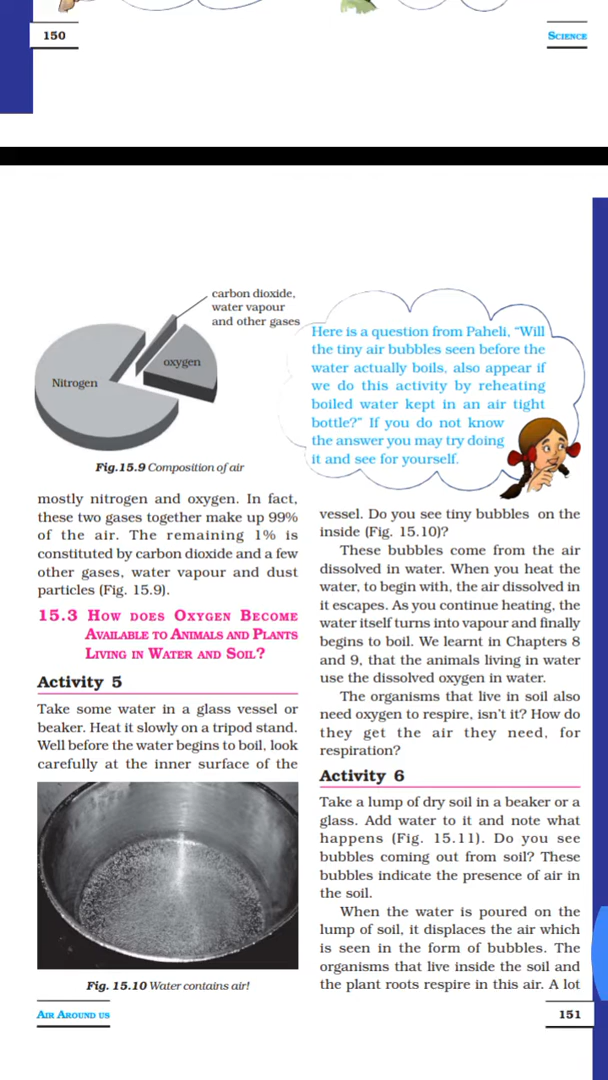 150
SCIENCE
carbon dioxide,
water vapour
and other gases
oxygen
Nitrogen
Fig.15.9 Composition of air
Here is a question from Paheli, “Will
the tiny air bubbles seen before the
water actually boils, also appear if
we do this activity by reheating
boiled water kept in an air tight
bottle?” If you do not know
the answer you may try doing
it and see for yourself.
mostly nitrogen and oxygen. In fact,
these two gases together make up 99%
of the air. The remaining 1% is
constituted by carbon dioxide and a few
other gases, water vapour and dust
particles (Fig. 15.9).
15.3 HOW DOES OXYGEN BECOME
AVAILABLE TO ANIMALS AND PLANTS
LIVING IN WATER AND SOIL?
Activity 5
Take some water in a glass vessel or
beaker. Heat it slowly on a tripod stand.
Well before the water begins to boil, look
carefully at the inner surface of the
Fig. 15.10 Water contains air!
vessel. Do you see tiny bubbles on the
inside (Fig. 15.10)?
These bubbles come from the air
dissolved in water. When you heat the
water, to begin with, the air dissolved in
it escapes. As you continue heating, the
water itself turns into vapour and finally
begins to boil. We learnt in Chapters 8
and 9, that the animals living in water
use the dissolved oxygen in water.
The organisms that live in soil also
need oxygen to respire, isn’t it? How do
they get the air they need, for
respiration?
Activity 6
Take a lump of dry soil in a beaker or a
glass. Add water to it and note what
happens (Fig. 15.11). Do you see
bubbles coming out from soil? These
bubbles indicate the presence of air in
the soil.
When the water is poured on the
lump of soil, it displaces the air which
is seen in the form of bubbles. The
organisms that live inside the soil and
the plant roots respire in this air. A lot
AIR AROUND US
151